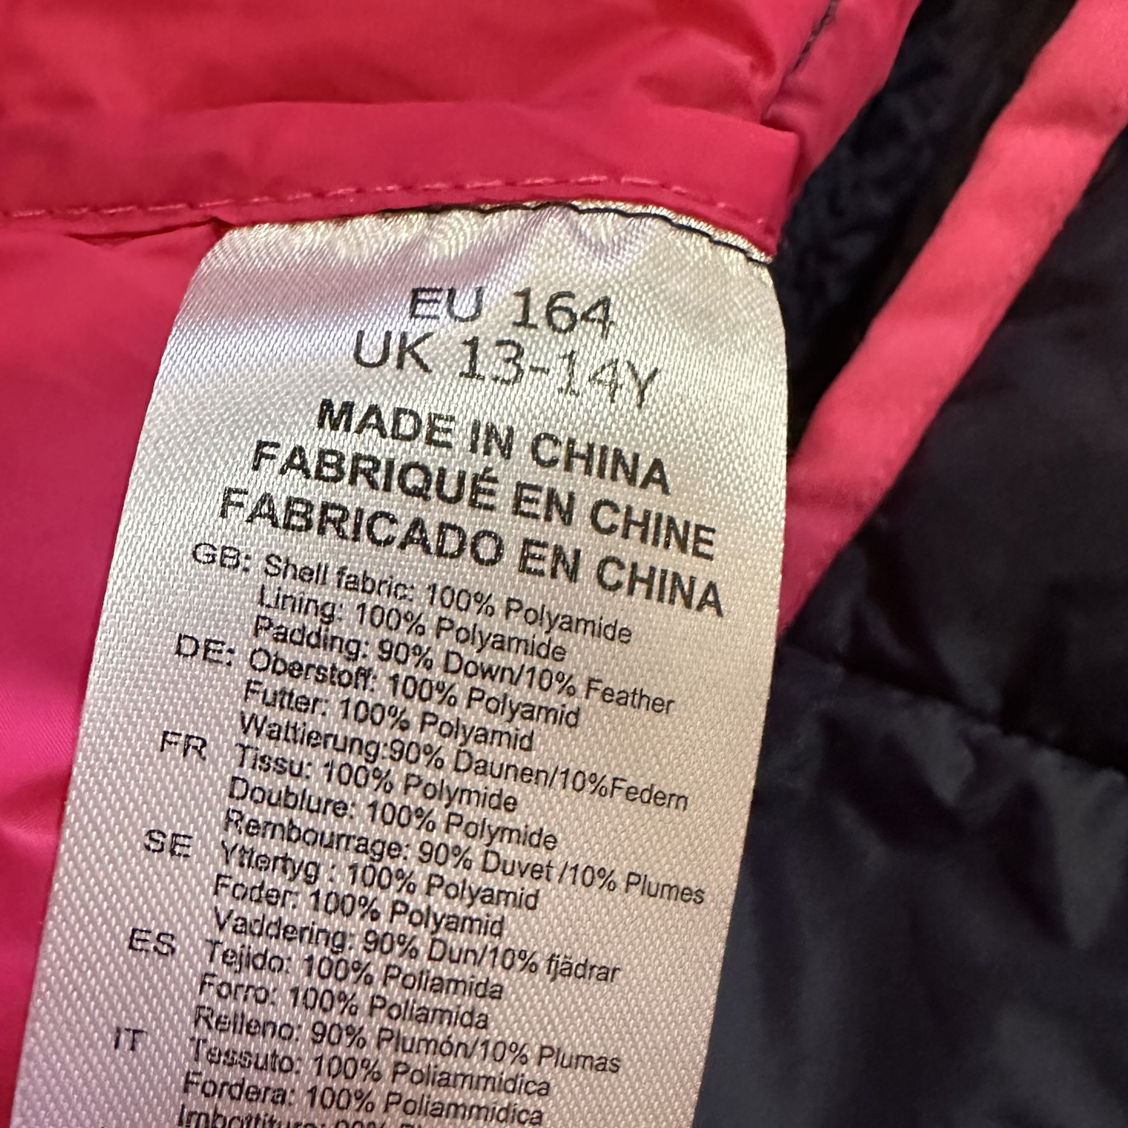 EU 164
UK 13-14Y
MADE IN CHINA
FABRIQUÉ EN CHINE
FABRICADO EN CHINA
GB: Shell fabric: 100% Polyamide
Lining: 100% Polyamide
Padding: 90% Down/10% Feather
DE: Oberstoff: 100% Polyamid
Futter: 100% Polyamid
Wattierung:90% Daunen/10%Federn
FR Tissu: 100% Polymide
Doublure: 100% Polymide
Rembourrage: 90% Duvet /10% Plumes
SE Yttertyg : 100% Polyamid
Foder: 100% Polyamid
Vaddering: 90% Dun/10% fjädrar
ES Tejido: 100% Poliamida
Forro: 100% Poliamida
Relleno: 90% Plumón/10% Plumas
IT Tessuto: 100% Poliammidica
Fordera: 100% Poliammidica
Imbottitura: 90%